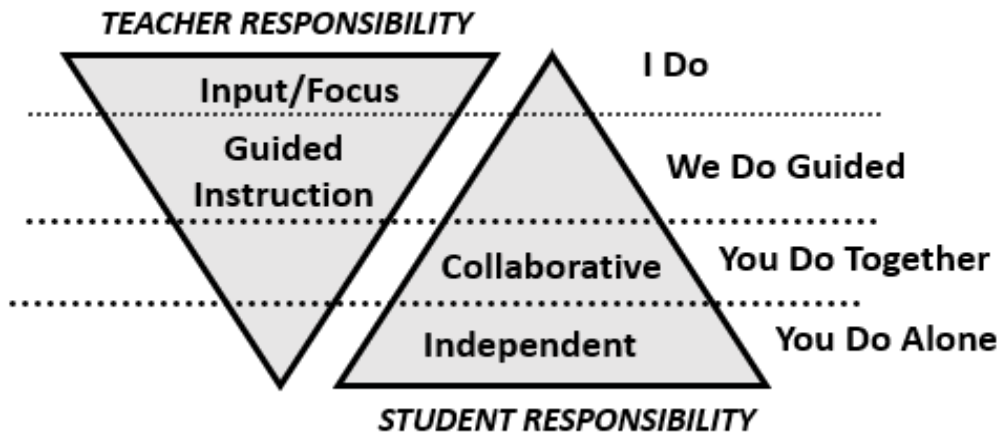 TEACHER RESPONSIBILITY
I Do
Input/Focus
Guided
Instruction
We Do Guided
Collaborative
You Do Together
Independent
You Do Alone
STUDENT RESPONSIBILITY